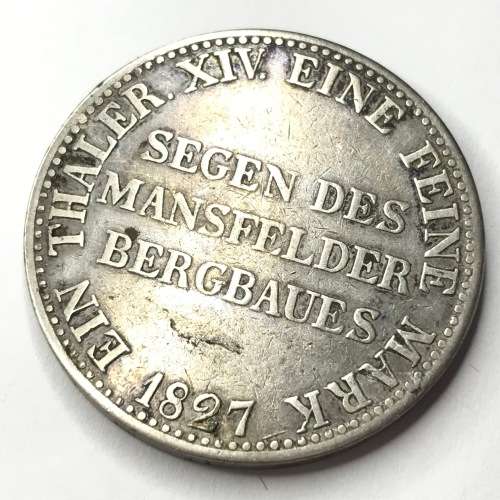 EIN THALER. XIV. EINE FEINE MARK
SEGEN DES
MANSFELDER
BERGBAUES
1827